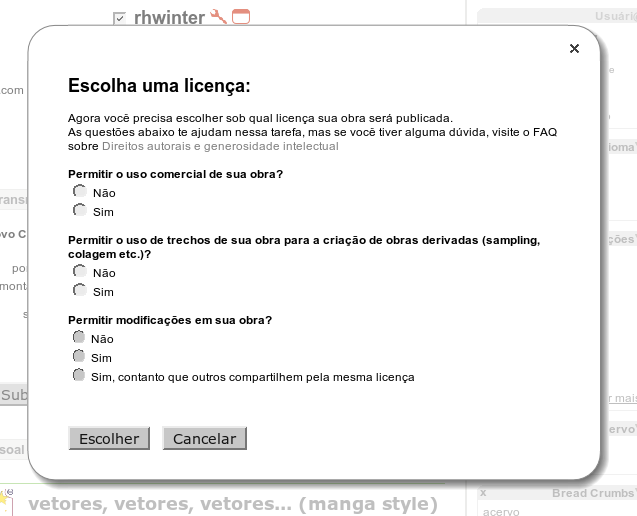 rhwinter
Usuári
.com
Escolha uma licença:
Agora você precisa escolher sob qual licença sua obra será publicada.
As questões abaixo te ajudam nessa tarefa, mas se você tiver alguma dúvida, visite o FAQ
sobre Direitos autorais e generosidade intelectual
ioma
Permitir o uso comercial de sua obra?
Não
Sim
ransm
vo C
Permitir o uso de trechos de sua obra para a criação de obras derivadas (sampling,
colagem etc.)?
ções
Não
Sim
po
mont
s
Permitir modificações em sua obra?
Não
Sim
Sim, contanto que outros compartilhem pela mesma licença
Sub
r mais
ervo
Escolher Cancelar
soal
x Bread Crumbs
vetores, vetores, vetores... (manga style)
acervo